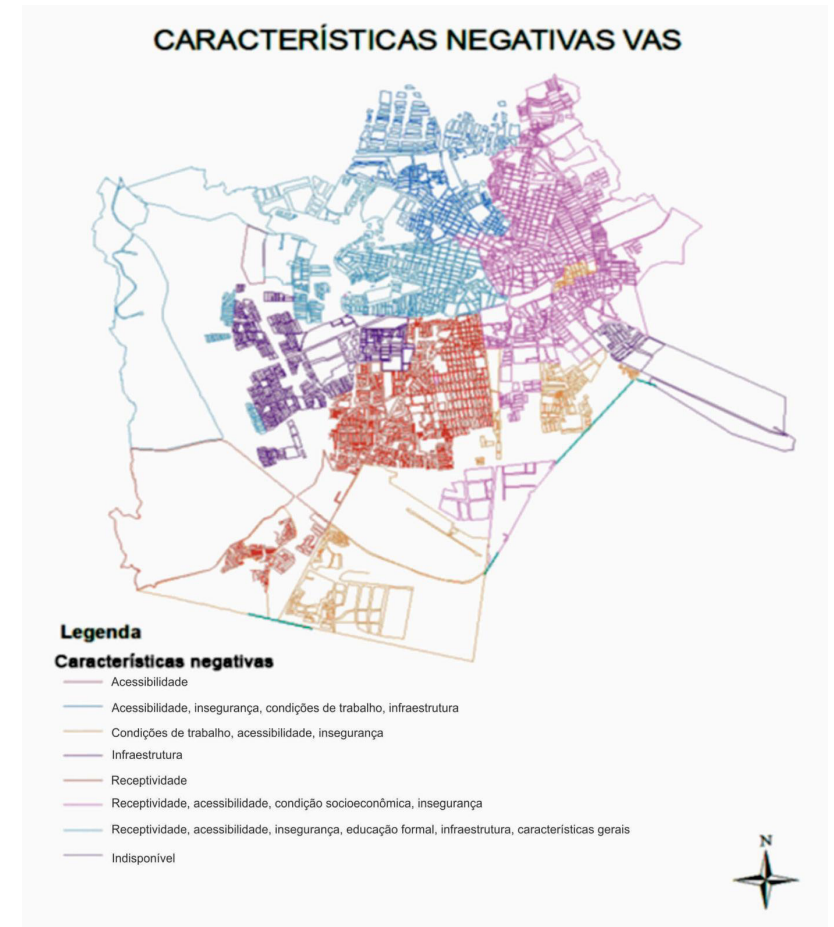 CARACTERÍSTICAS NEGATIVAS VAS
Legenda
Características negativas
Acessibilidade
Acessibilidade, insegurança, condições de trabalho, infraestrutura
Condições de trabalho, acessibilidade, insegurança
Infraestrutura
Receptividade
Receptividade, acessibilidade, condição socioeconômica, insegurança
Receptividade, acessibilidade, insegurança, educação formal, infraestrutura, características gerais
Indisponível
N